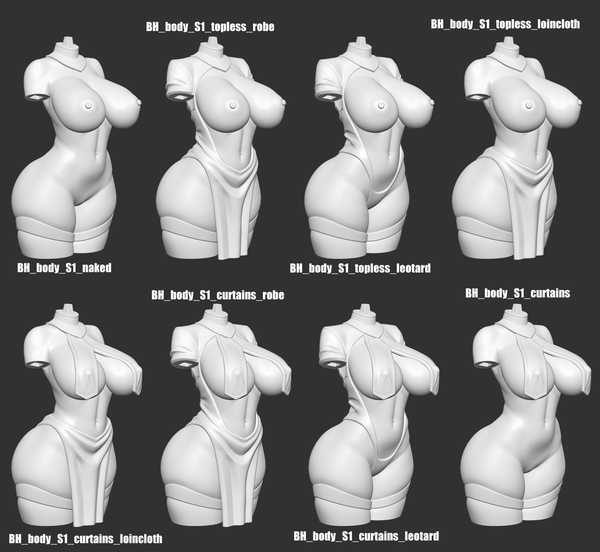 BH_body_S1_topless_robe
BH_body_S1_topless_loincloth
BH_body_S1_naked
BH_body_S1_topless_leotard
BH_body_S1_curtains_robe
BH_body_S1_curtains
BH_body_S1_curtains_loincloth
BH_body_S1_curtains_leotard